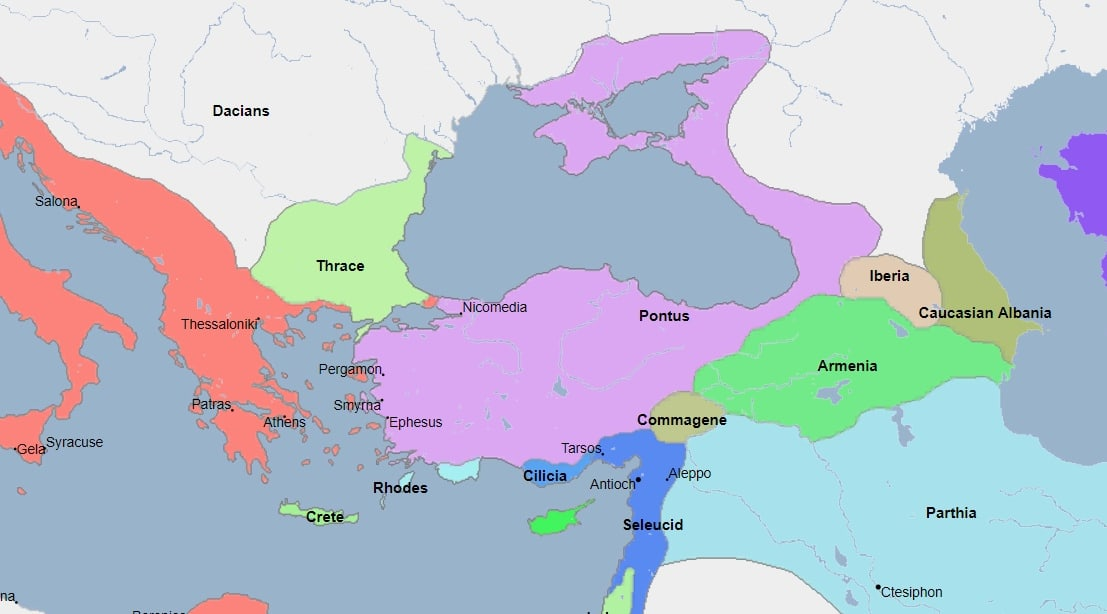 Dacians
Salona
Thrace
Iberia
Caucasian Albania
Nicomedia
Pontus
Thessaloniki
Armenia
Pergamon
Patras
Smyrna
Athens
Ephesus
Commagene
Gela
Syracuse
Tarsos
Cilicia
Aleppo
Antioch
Rhodes
Crete
Seleucid
Parthia
Ctesiphon
na